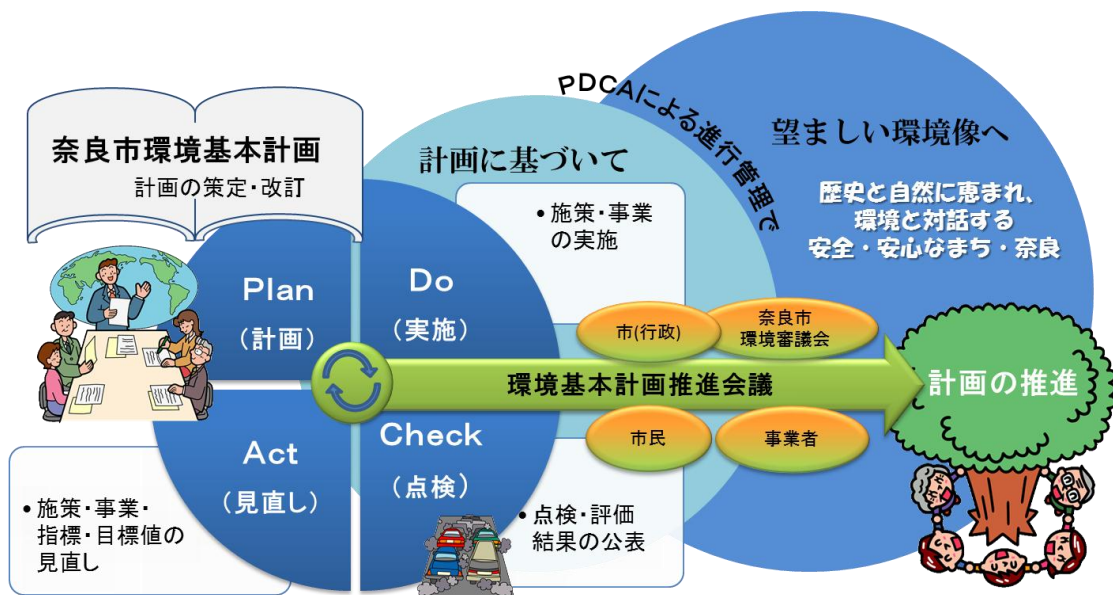 奈良市環境基本計画
計画の策定・改訂
計画に基づいて
PDCAによる進行管理で
望ましい環境像へ
歴史と自然に恵まれ、
環境と対話する
安全・安心なまち・奈良
Plan
(計画)
Do
(実施)
• 施策・事業
の実施
市(行政)
奈良市
環境審議会
環境基本計画推進会議
計画の推進
市民
事業者
Act
(見直し)
Check
(点検)
• 施策・事業・
指標・目標値の
見直し
• 点検・評価
結果の公表